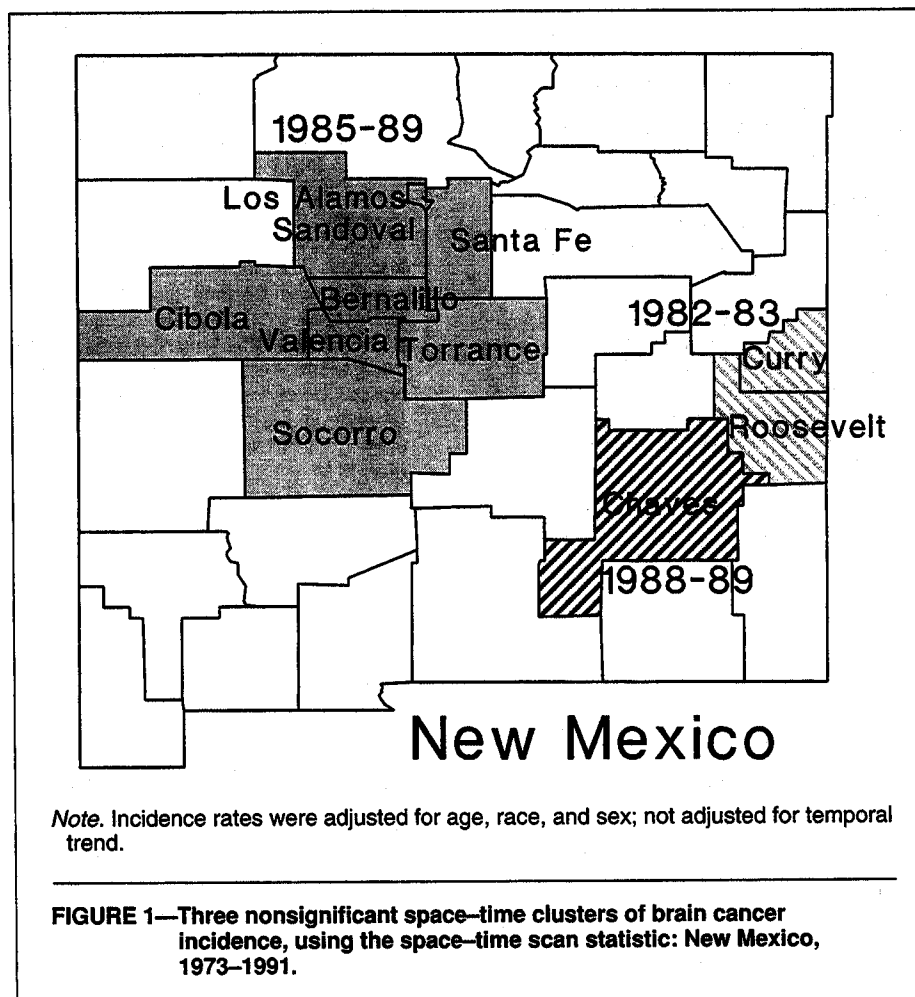 1985-89
Los Alamos
Sandoval
Santa Fe
Bernalillo
1982-83
Cibola
Valencia
Torrance
Curry
Socorro
Roosevelt
Chaves
1988-89
New Mexico
Note. Incidence rates were adjusted for age, race, and sex; not adjusted for temporal
trend.
FIGURE 1—Three nonsignificant space–time clusters of brain cancer
incidence, using the space–time scan statistic: New Mexico,
1973–1991.